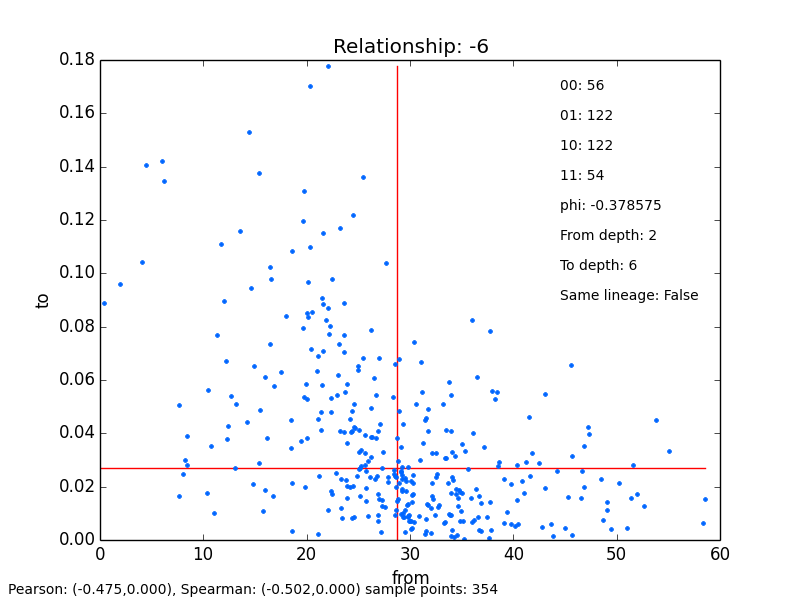 Relationship: -6
0.18
0.16
0.14
0.12
0.10
0.08
0.06
0.04
0.02
0.00
to
00: 56
01: 122
10: 122
11: 54
phi: -0.378575
From depth: 2
To depth: 6
Same lineage: False
0 10 20 30 40 50 60
from
Pearson: (-0.475,0.000), Spearman: (-0.502,0.000) sample points: 354